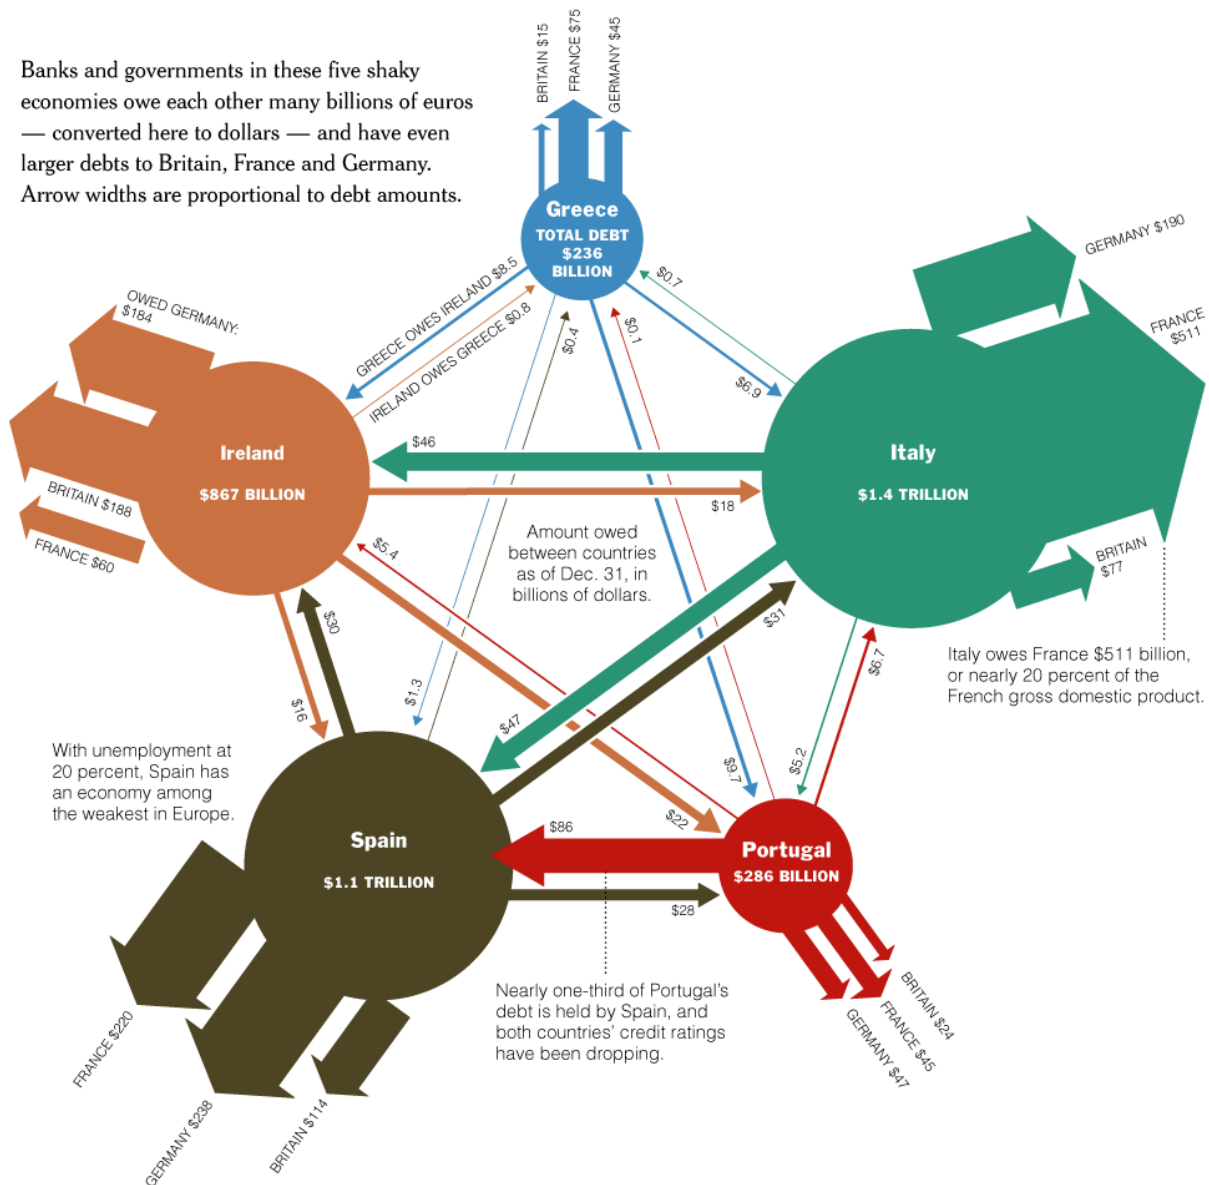 Banks and governments in these five shaky
economies owe each other many billions of euros
— converted here to dollars — and have even
larger debts to Britain, France and Germany.
Arrow widths are proportional to debt amounts.
BRITAIN $15
FRANCE $75
GERMANY $45
Greece
TOTAL DEBT
$236
BILLION
GREECE OWES IRELAND $8.5
IRELAND OWES GREECE $0.8
$0.4
$0.1
$0.7
$6.9
GERMANY $190
FRANCE
$511
OWED GERMANY:
$184
Ireland
$867 BILLION
BRITAIN $188
FRANCE $60
$46
$18
Italy
$1.4 TRILLION
BRITAIN
$77
Amount owed
between countries
as of Dec. 31, in
billions of dollars.
$5.4
$30
$16
$1.3
$31
$47
$6.7
$5.2
$9.7
$22
Italy owes France $511 billion,
or nearly 20 percent of the
French gross domestic product.
With unemployment at
20 percent, Spain has
an economy among
the weakest in Europe.
Spain
$1.1 TRILLION
$86
$28
Portugal
$286 BILLION
Nearly one-third of Portugal's
debt is held by Spain, and
both countries' credit ratings
have been dropping.
FRANCE $220
GERMANY $238
BRITAIN $114
BRITAIN $24
FRANCE $45
GERMANY $47